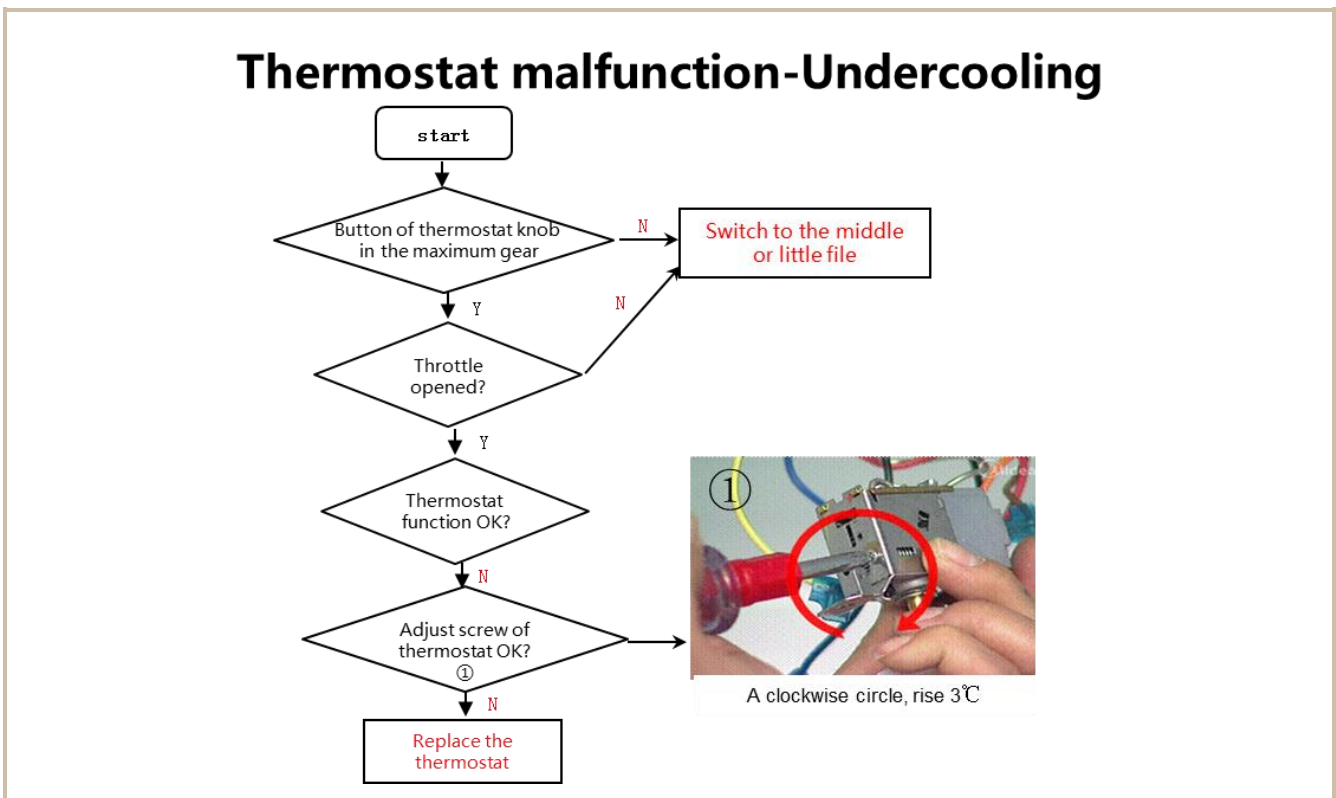 Thermostat malfunction-Undercooling
start
Button of thermostat knob
in the maximum gear
N
Switch to the middle
or little file
Y
N
Throttle
opened?
Y
Thermostat
function OK?
N
Adjust screw of
thermostat OK?
①
①
A clockwise circle, rise 3℃
N
Replace the
thermostat